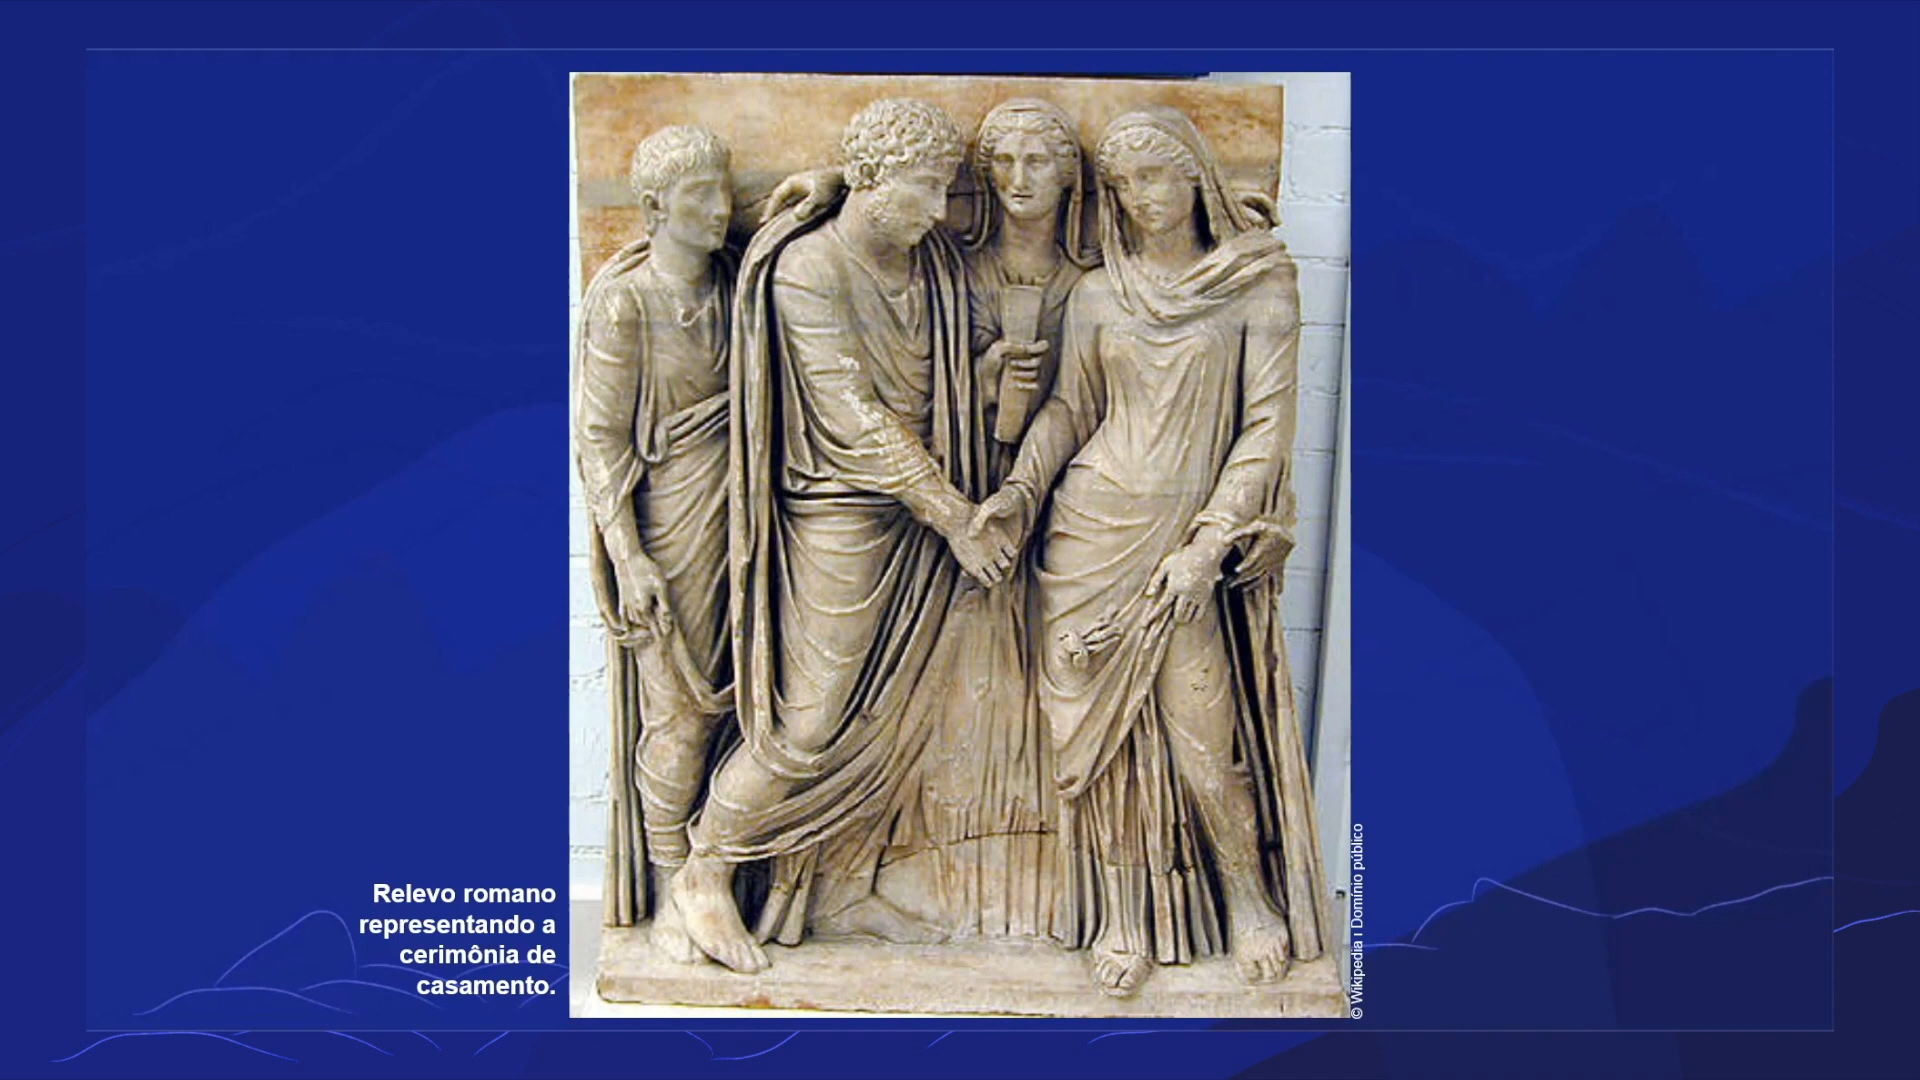 Relevo romano
representando a
cerimônia de
casamento.
© Wikipedia I Domínio público